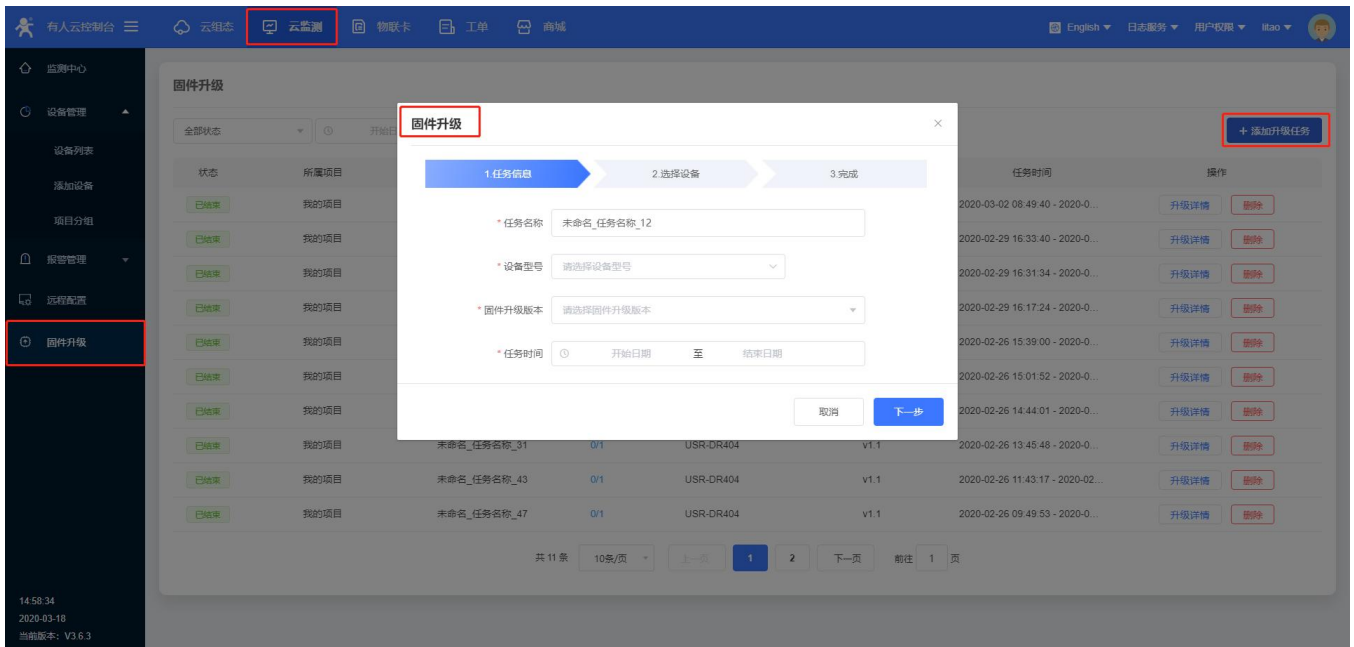 有人云控制台 云组态 云监测 物联卡 工单 商城 English 日志服务 用户权限 litao
监测中心
设备管理
设备列表
添加设备
项目分组
报警管理
远程配置
固件升级
14:58:34
2020-03-18
当前版本：V3.6.3
固件升级
全部状态 开始日
+ 添加升级任务
状态 所属项目 任务时间 操作
已结束 我的项目 2020-03-02 08:49:40 - 2020-0... 升级详情 删除
已结束 我的项目 2020-02-29 16:33:40 - 2020-0... 升级详情 删除
已结束 我的项目 2020-02-29 16:31:34 - 2020-0... 升级详情 删除
已结束 我的项目 2020-02-29 16:17:24 - 2020-0... 升级详情 删除
已结束 我的项目 2020-02-26 15:39:00 - 2020-0... 升级详情 删除
已结束 我的项目 2020-02-26 15:01:52 - 2020-0... 升级详情 删除
已结束 我的项目 2020-02-26 14:44:01 - 2020-0... 升级详情 删除
已结束 我的项目 未命名_任务名称_31 0/1 USR-DR404 v1.1 2020-02-26 13:45:48 - 2020-0... 升级详情 删除
已结束 我的项目 未命名_任务名称_43 0/1 USR-DR404 v1.1 2020-02-26 11:43:17 - 2020-02... 升级详情 删除
已结束 我的项目 未命名_任务名称_47 0/1 USR-DR404 v1.1 2020-02-26 09:49:53 - 2020-0... 升级详情 删除
共 11 条 10条/页 上一页 1 2 下一页 前往 1 页
固件升级 ×
1.任务信息 2.选择设备 3.完成
* 任务名称 未命名_任务名称_12
* 设备型号 请选择设备型号
* 固件升级版本 请选择固件升级版本
* 任务时间 开始日期 至 结束日期
取消 下一步